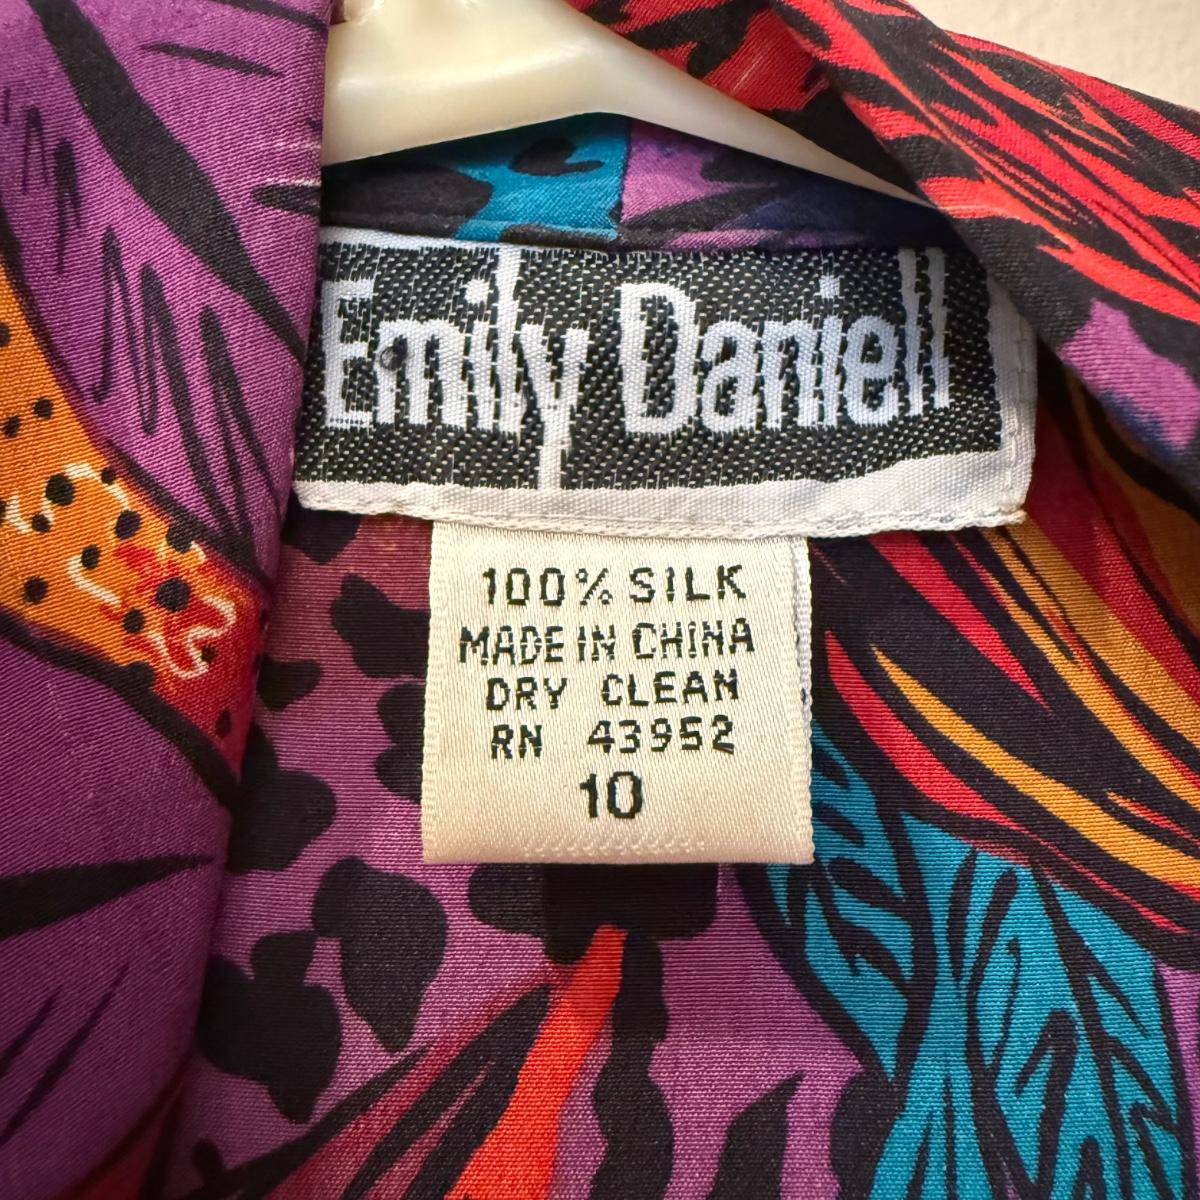 Emily Daniell
100% SILK
MADE IN CHINA
DRY CLEAN
RN 43952
10